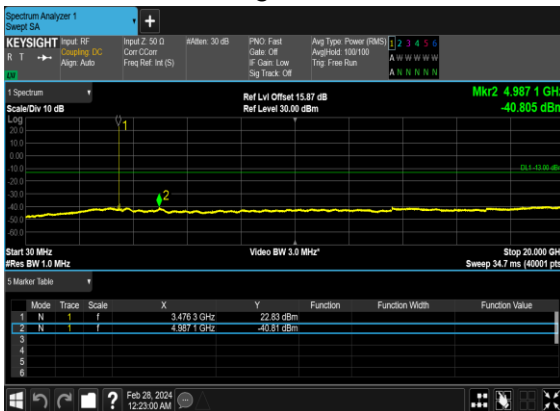 Spectrum Analyzer 1
Swept SA
KEYSIGHT
R T
LV
Input: RF
Coupling: DC
Align: Auto
Input Z: 50 Ω
Corr CCorr
Freq Ref: Int (S)
#Atten: 30 dB
PNO: Fast
Gate: Off
IF Gain: Low
Sig Track: Off
Avg Type: Power (RMS)
Avg|Hold: 100/100
Trig: Free Run
1 2 3 4 5 6
A W W W W W
A N N N N N
1 Spectrum
Scale/Div 10 dB
Ref Lvl Offset 15.87 dB
Ref Level 30.00 dBm
Mkr2 4.987 1 GHz
-40.805 dBm
Log
20.0
10.0
0.00
-10.0
-20.0
-30.0
-40.0
-50.0
-60.0
1
2
DL1 -13.00 dBm
Start 30 MHz
#Res BW 1.0 MHz
Video BW 3.0 MHz*
Stop 20.000 GHz
Sweep 34.7 ms (40001 pts)
5 Marker Table
Mode Trace Scale X Y Function Function Width Function Value
1 N 1 f 3.476 3 GHz 22.83 dBm
2 N 1 f 4.987 1 GHz -40.81 dBm
3
4
5
6
?
Feb 28, 2024
12:23:00 AM